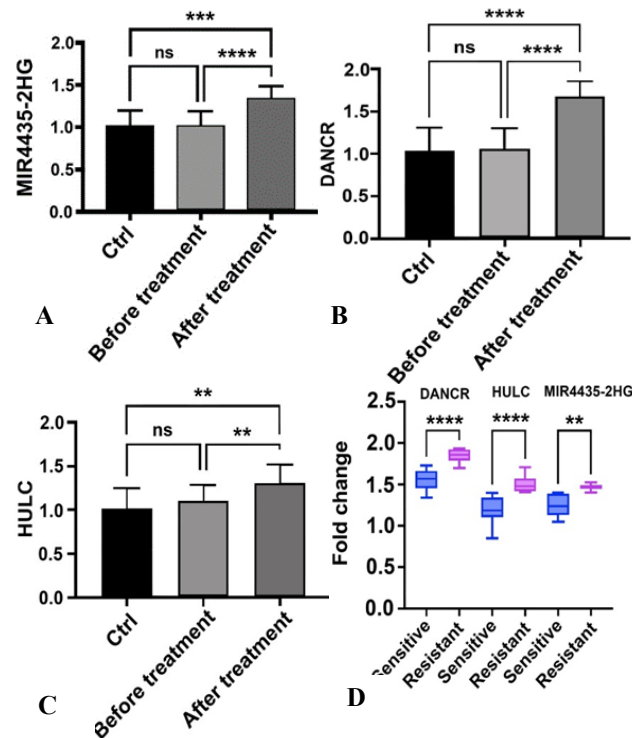 ***
ns
****
MIR4435-2HG
2.0
1.5
1.0
0.5
0.0
Ctrl
Before treatment
After treatment
A
****
ns
****
DANCR
2.0
1.5
1.0
0.5
0.0
Ctrl
Before treatment
After treatment
B
**
ns
**
HULC
2.0
1.5
1.0
0.5
0.0
Ctrl
Before treatment
After treatment
C
DANCR HULC MIR4435-2HG
**** **** **
Fold change
2.5
2.0
1.5
1.0
0.5
0.0
Sensitive
Resistant
Sensitive
Resistant
Sensitive
Resistant
D